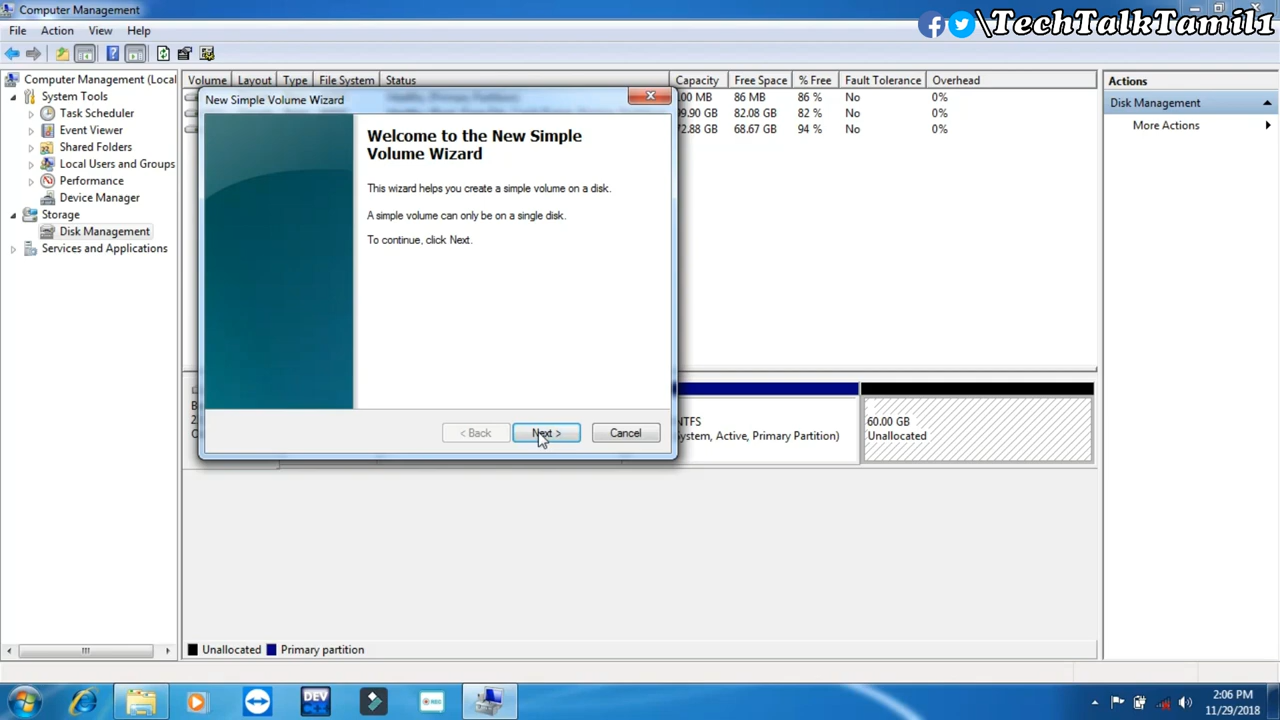 Computer Management
\TechTalkTamil1
File Action View Help
Computer Management (Local
System Tools
Task Scheduler
Event Viewer
Shared Folders
Local Users and Groups
Performance
Device Manager
Storage
Disk Management
Services and Applications
Volume Layout Type File System Status Capacity Free Space % Free Fault Tolerance Overhead
00 MB 86 MB 86 % No 0%
9.90 GB 82.08 GB 82 % No 0%
72.88 GB 68.67 GB 94 % No 0%
New Simple Volume Wizard
Welcome to the New Simple
Volume Wizard
This wizard helps you create a simple volume on a disk.
A simple volume can only be on a single disk.
To continue, click Next.
< Back Next > Cancel
NTFS
ystem, Active, Primary Partition)
60.00 GB
Unallocated
Unallocated Primary partition
Actions
Disk Management
More Actions
DEV
REC
2:06 PM
11/29/2018